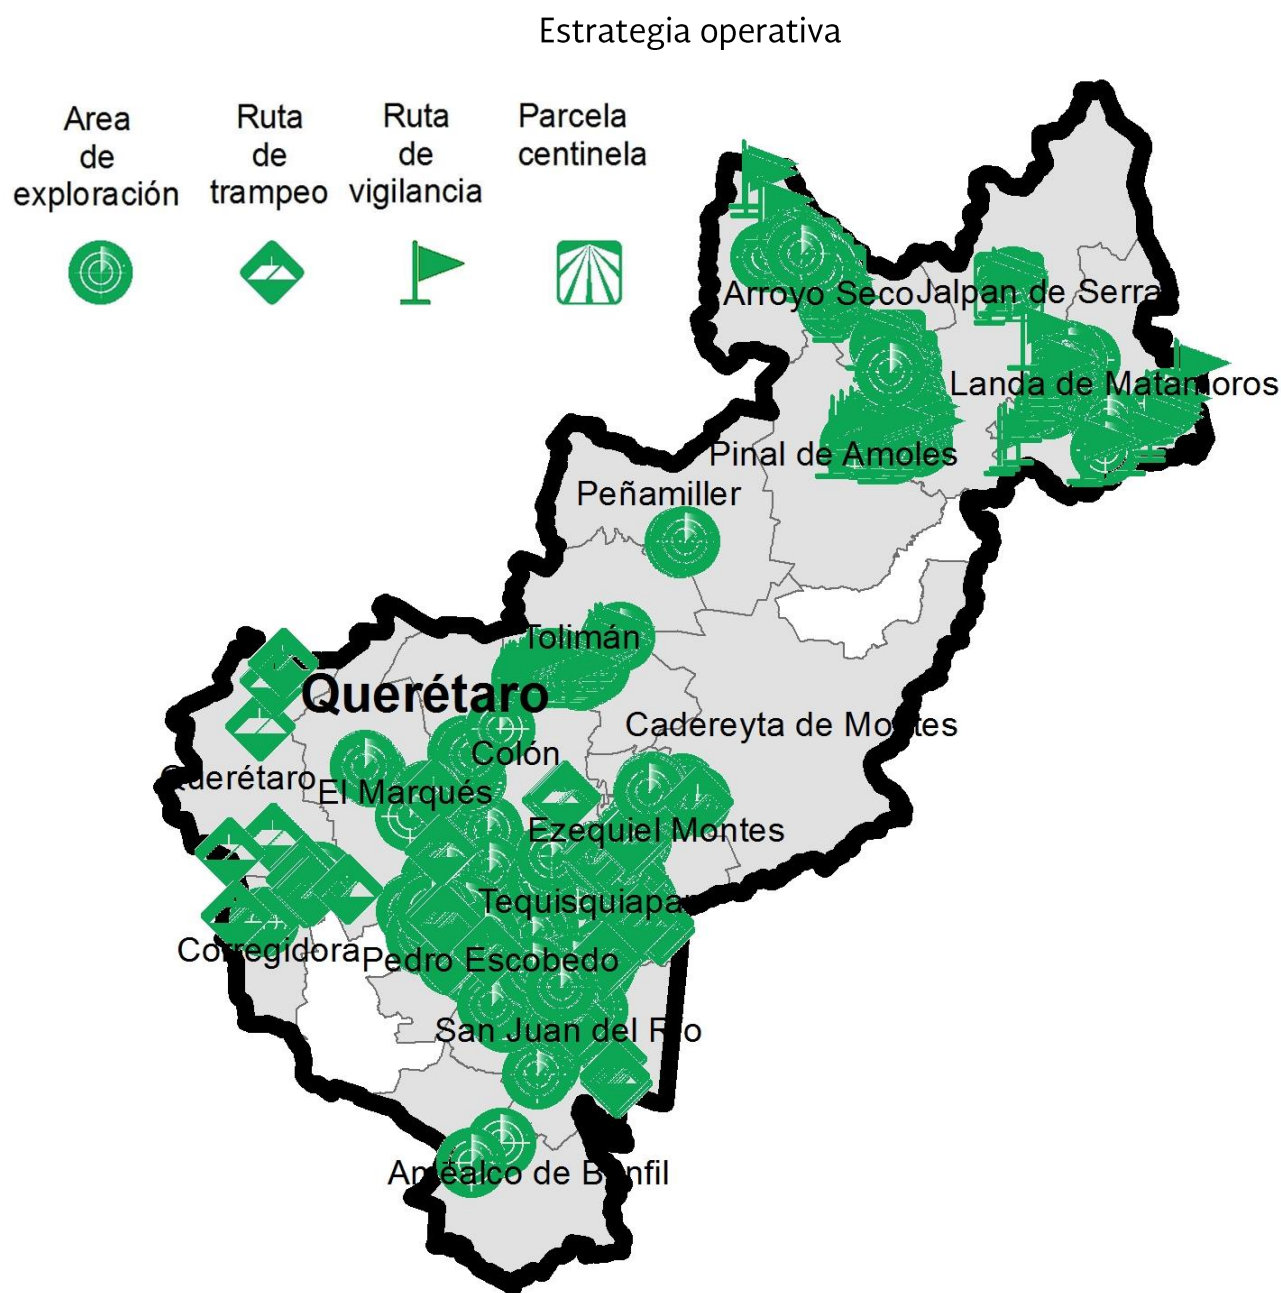 Estrategia operativa
Area
de
exploración
Ruta
de
trampeo
Ruta
de
vigilancia
Parcela
centinela
Arroyo Seco
Jalpan de Serra
Landa de Matamoros
Pinal de Amoles
Peñamiller
Tolimán
Querétaro
Cadereyta de Montes
Colón
Querétaro
El Marqués
Ezequiel Montes
Tequisquiapan
Corregidora
Pedro Escobedo
San Juan del Río
Amealco de Bonfil